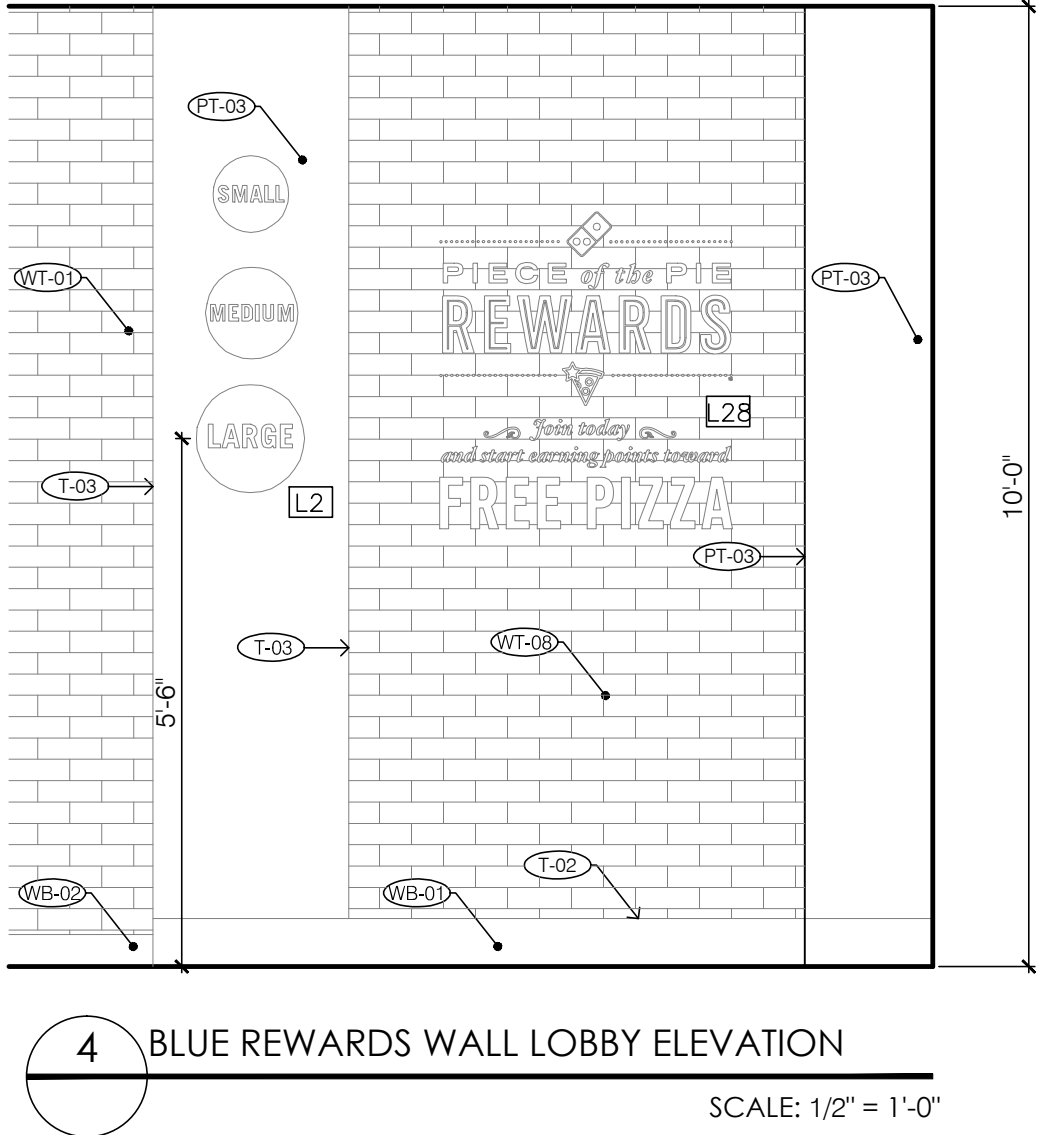 PT-03
SMALL
WT-01
MEDIUM
PIECE of the PIE
REWARDS
PT-03
LARGE
L28
Join today
and start earning points toward
FREE PIZZA
T-03
L2
10'-0"
PT-03
T-03
WT-08
5'-6"
T-02
WB-02
WB-01
4
BLUE REWARDS WALL LOBBY ELEVATION
SCALE: 1/2" = 1'-0"